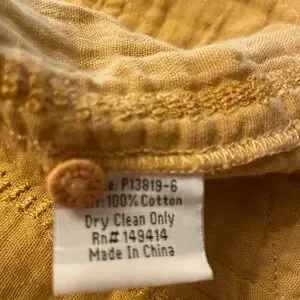 P13819-6
100% Cotton
Dry Clean Only
Rn# 149414
Made In China